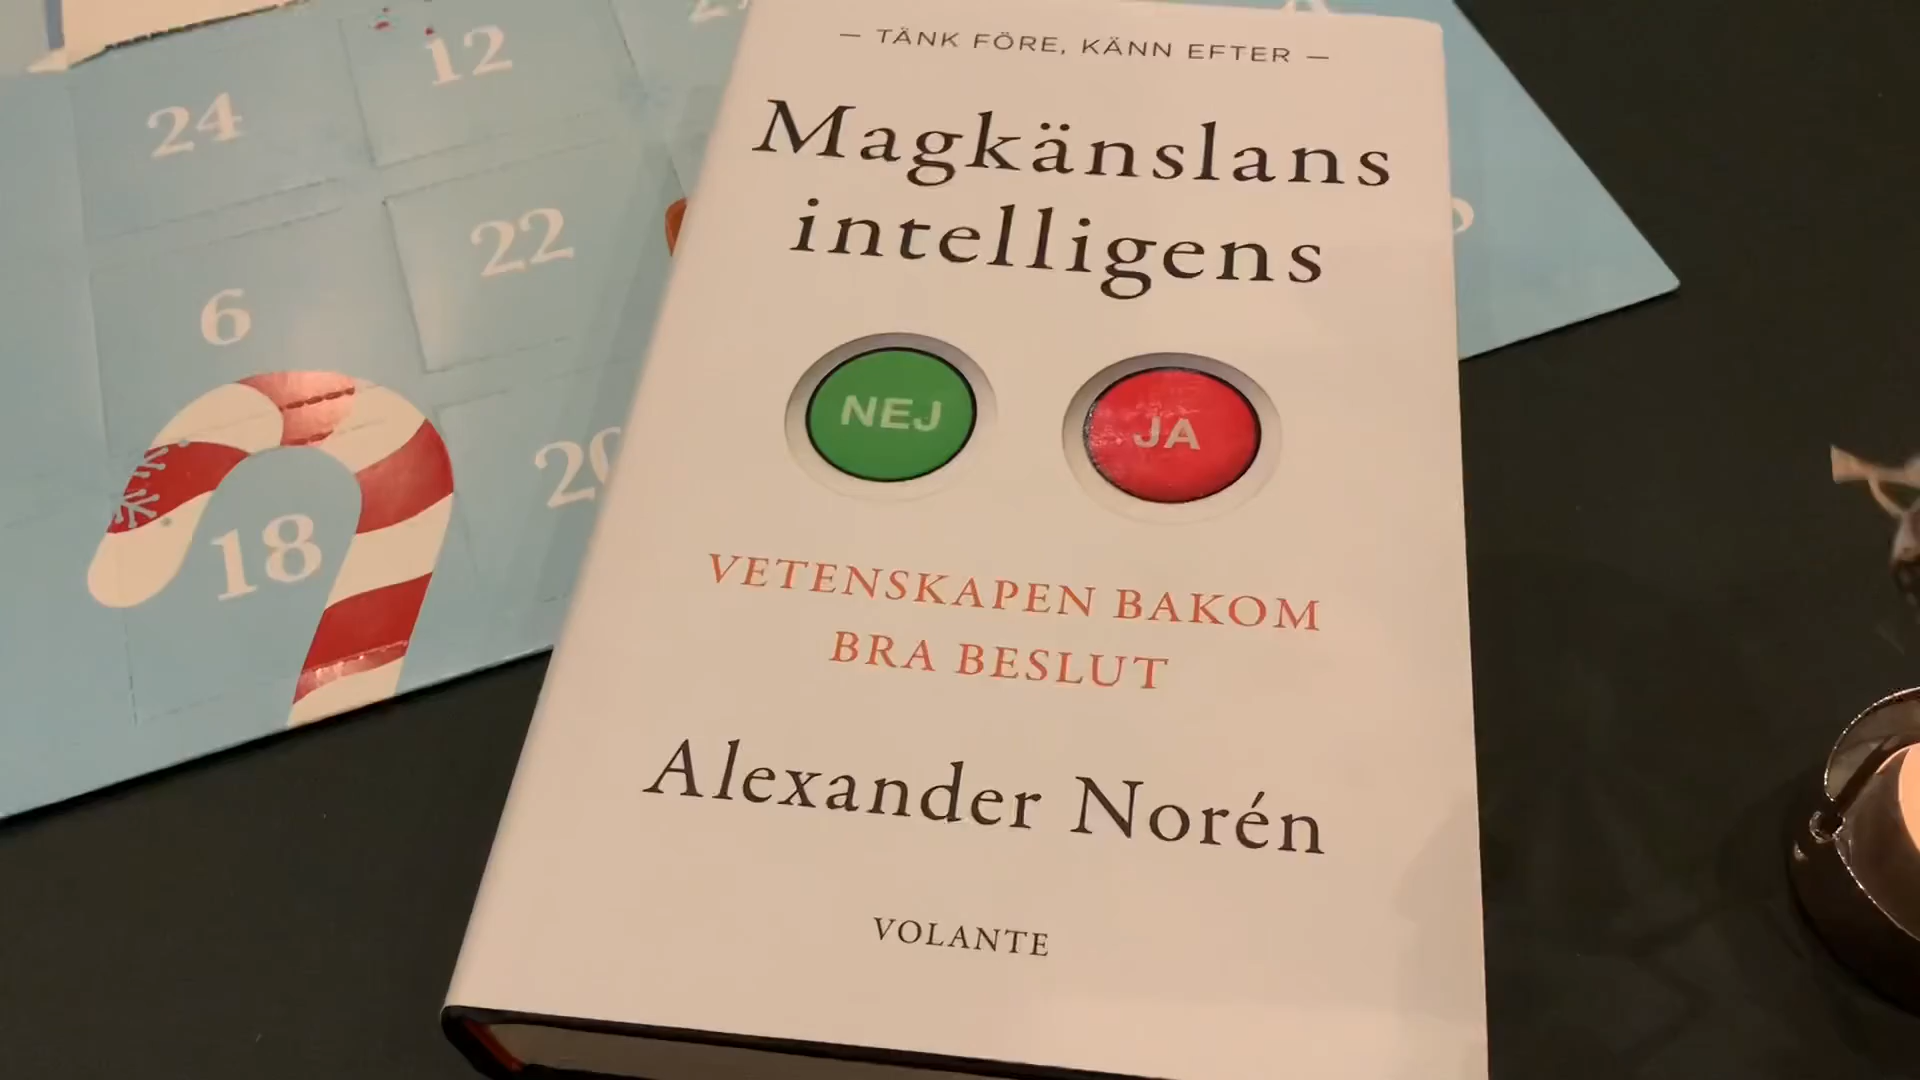 TÄNK FÖRE, KÄNN EFTER
Magkänslans
intelligens
NEJ
JA
VETENSKAPEN BAKOM
BRA BESLUT
Alexander Norén
VOLANTE
24
12
22
6
18